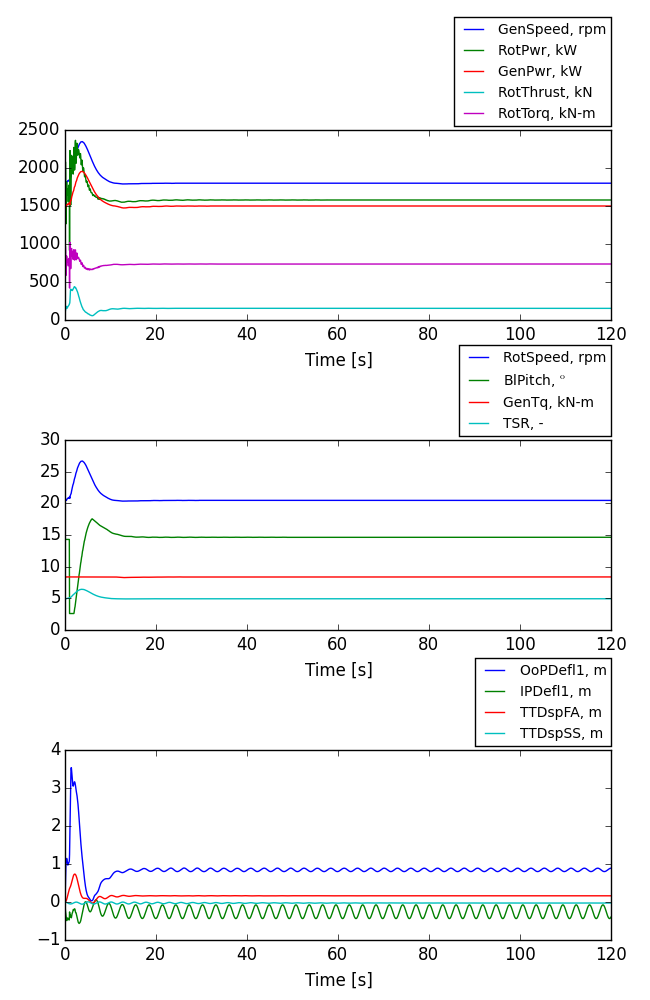 GenSpeed, rpm
RotPwr, kW
GenPwr, kW
RotThrust, kN
RotTorq, kN-m
2500
2000
1500
1000
500
0
0 20 40 60 80 100 120
Time [s]
RotSpeed, rpm
BlPitch, °
GenTq, kN-m
TSR, -
30
25
20
15
10
5
0
0 20 40 60 80 100 120
Time [s]
OoPDefl1, m
IPDefl1, m
TTDspFA, m
TTDspSS, m
4
3
2
1
0
−1
0 20 40 60 80 100 120
Time [s]